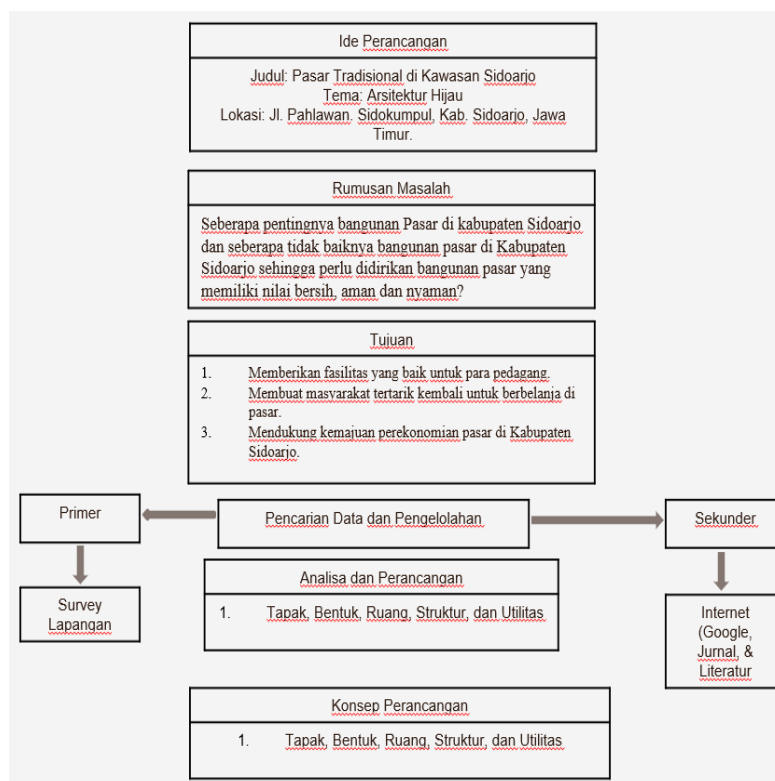 Ide Perancangan
Judul: Pasar Tradisional di Kawasan Sidoarjo
Tema: Arsitektur Hijau
Lokasi: Jl. Pahlawan. Sidokumpul, Kab. Sidoarjo, Jawa
Timur.
Rumusan Masalah
Seberapa pentingnya bangunan Pasar di kabupaten Sidoarjo
dan seberapa tidak baiknya bangunan pasar di Kabupaten
Sidoarjo sehingga perlu didirikan bangunan pasar yang
memiliki nilai bersih, aman dan nyaman?
Tujuan
1. Memberikan fasilitas yang baik untuk para pedagang.
2. Membuat masyarakat tertarik kembali untuk berbelanja di
pasar.
3. Mendukung kemajuan perekonomian pasar di Kabupaten
Sidoarjo.
Primer
Pencarian Data dan Pengelolahan
Sekunder
Survey
Lapangan
Analisa dan Perancangan
1. Tapak, Bentuk, Ruang, Struktur, dan Utilitas
Internet
(Google,
Jurnal, &
Literatur
Konsep Perancangan
1. Tapak, Bentuk, Ruang, Struktur, dan Utilitas